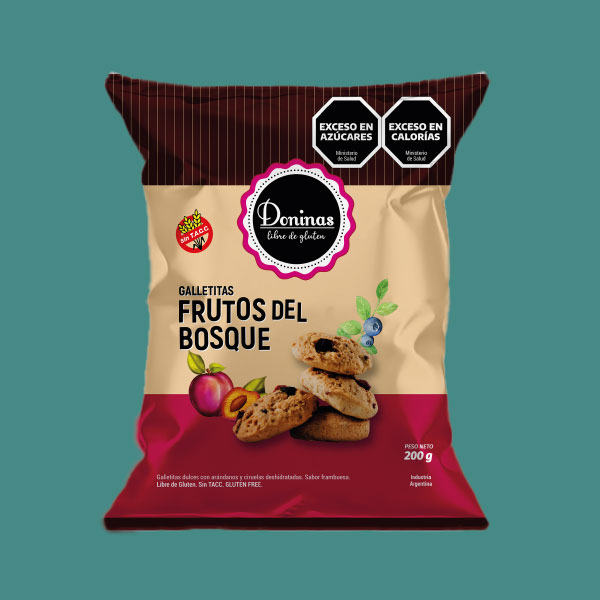 EXCESO EN
AZÚCARES
Ministerio
de Salud
EXCESO EN
CALORÍAS
Ministerio
de Salud
Doninas
libre de gluten
Sin T.A.C.C.
GALLETITAS
FRUTOS DEL
BOSQUE
PESO NETO
200 g
Galletitas dulces con arándanos y ciruelas deshidratadas. Sabor frambuesa.
Libre de Gluten. Sin TACC. GLUTEN FREE.
Industria
Argentina